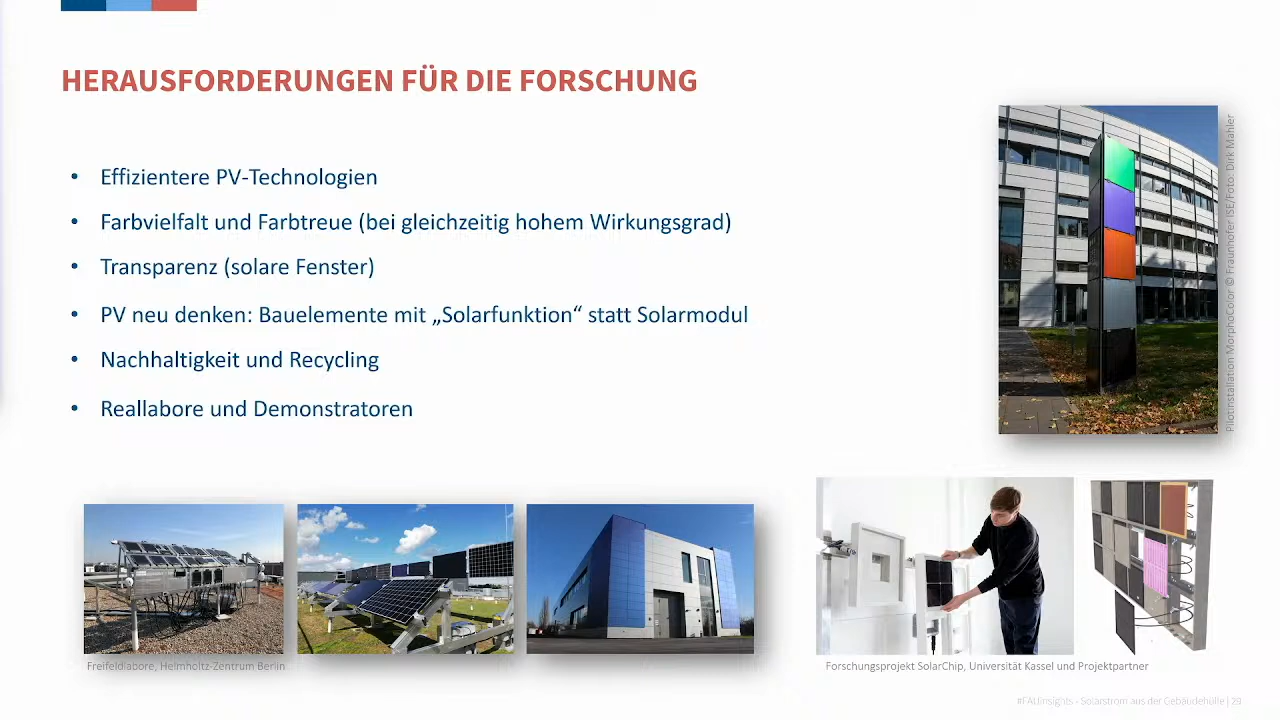 HERAUSFORDERUNGEN FÜR DIE FORSCHUNG
• Effizientere PV-Technologien
• Farbvielfalt und Farbtreue (bei gleichzeitig hohem Wirkungsgrad)
• Transparenz (solare Fenster)
• PV neu denken: Bauelemente mit „Solarfunktion“ statt Solarmodul
• Nachhaltigkeit und Recycling
• Reallabore und Demonstratoren
Pilotinstallation MorphoColor © Fraunhofer ISE/Foto: Dirk Mahler
Freifeldlabore, Helmholtz-Zentrum Berlin
Forschungsprojekt SolarChip, Universität Kassel und Projektpartner
#FAUinsights - Solarstrom aus der Gebäudehülle | 29